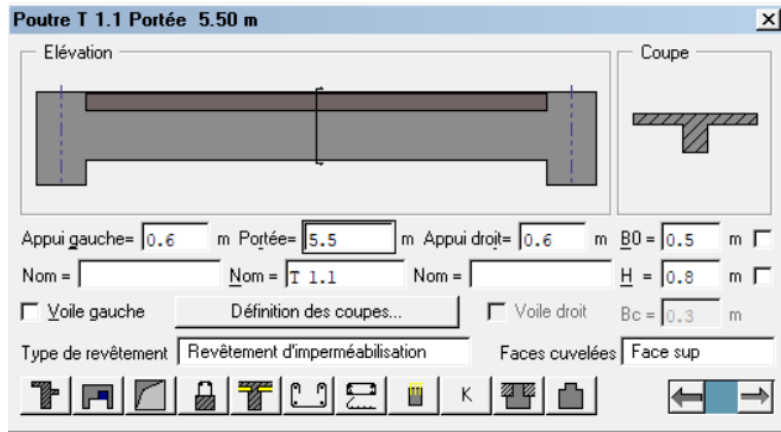 Poutre T 1.1 Portée 5.50 m
Elévation
Coupe
Appui gauche= 0.6 m Portée= 5.5 m Appui droit= 0.6 m B0 = 0.5 m
Nom = Nom = T 1.1 Nom = H = 0.8 m
Voile gauche Définition des coupes... Voile droit Bc = 0.3 m
Type de revêtement Revêtement d'imperméabilisation Faces cuvelées Face sup
K